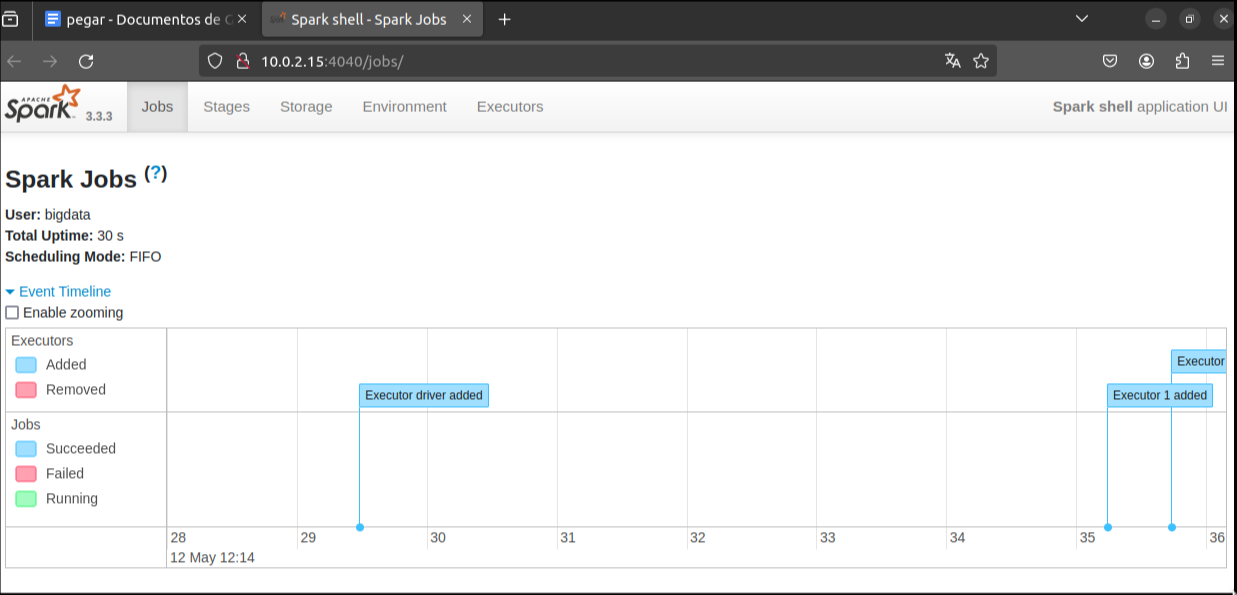 pegar - Documentos de G
Spark shell - Spark Jobs
10.0.2.15:4040/jobs/
APACHE Spark 3.3.3 Jobs Stages Storage Environment Executors Spark shell application UI
Spark Jobs (?)
User: bigdata
Total Uptime: 30 s
Scheduling Mode: FIFO
Event Timeline
Enable zooming
Executors
Added
Removed
Executor driver added
Executor
Executor 1 added
Jobs
Succeeded
Failed
Running
28 29 30 31 32 33 34 35 36
12 May 12:14